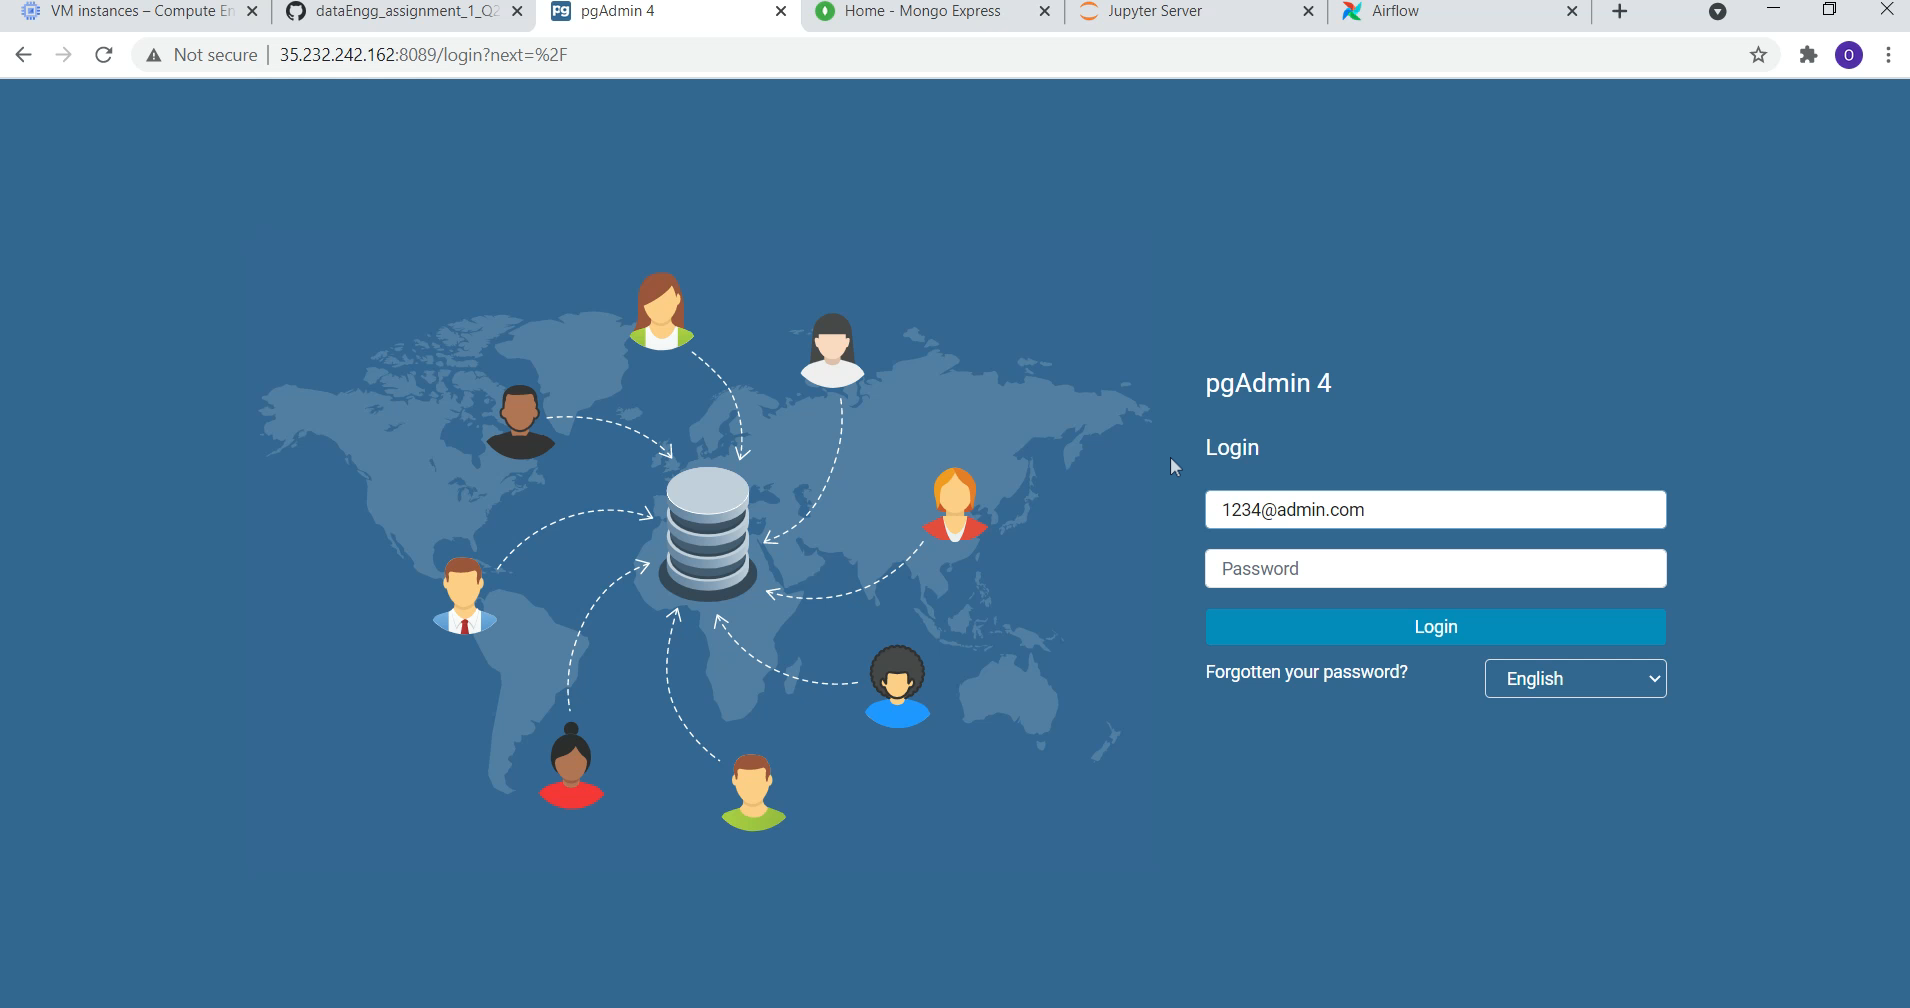 VM instances – Compute En
dataEngg_assignment_1_Q2
pgAdmin 4
Home - Mongo Express
Jupyter Server
Airflow
Not secure
35.232.242.162:8089/login?next=%2F
O
pgAdmin 4
Login
1234@admin.com
Password
Login
Forgotten your password?
English